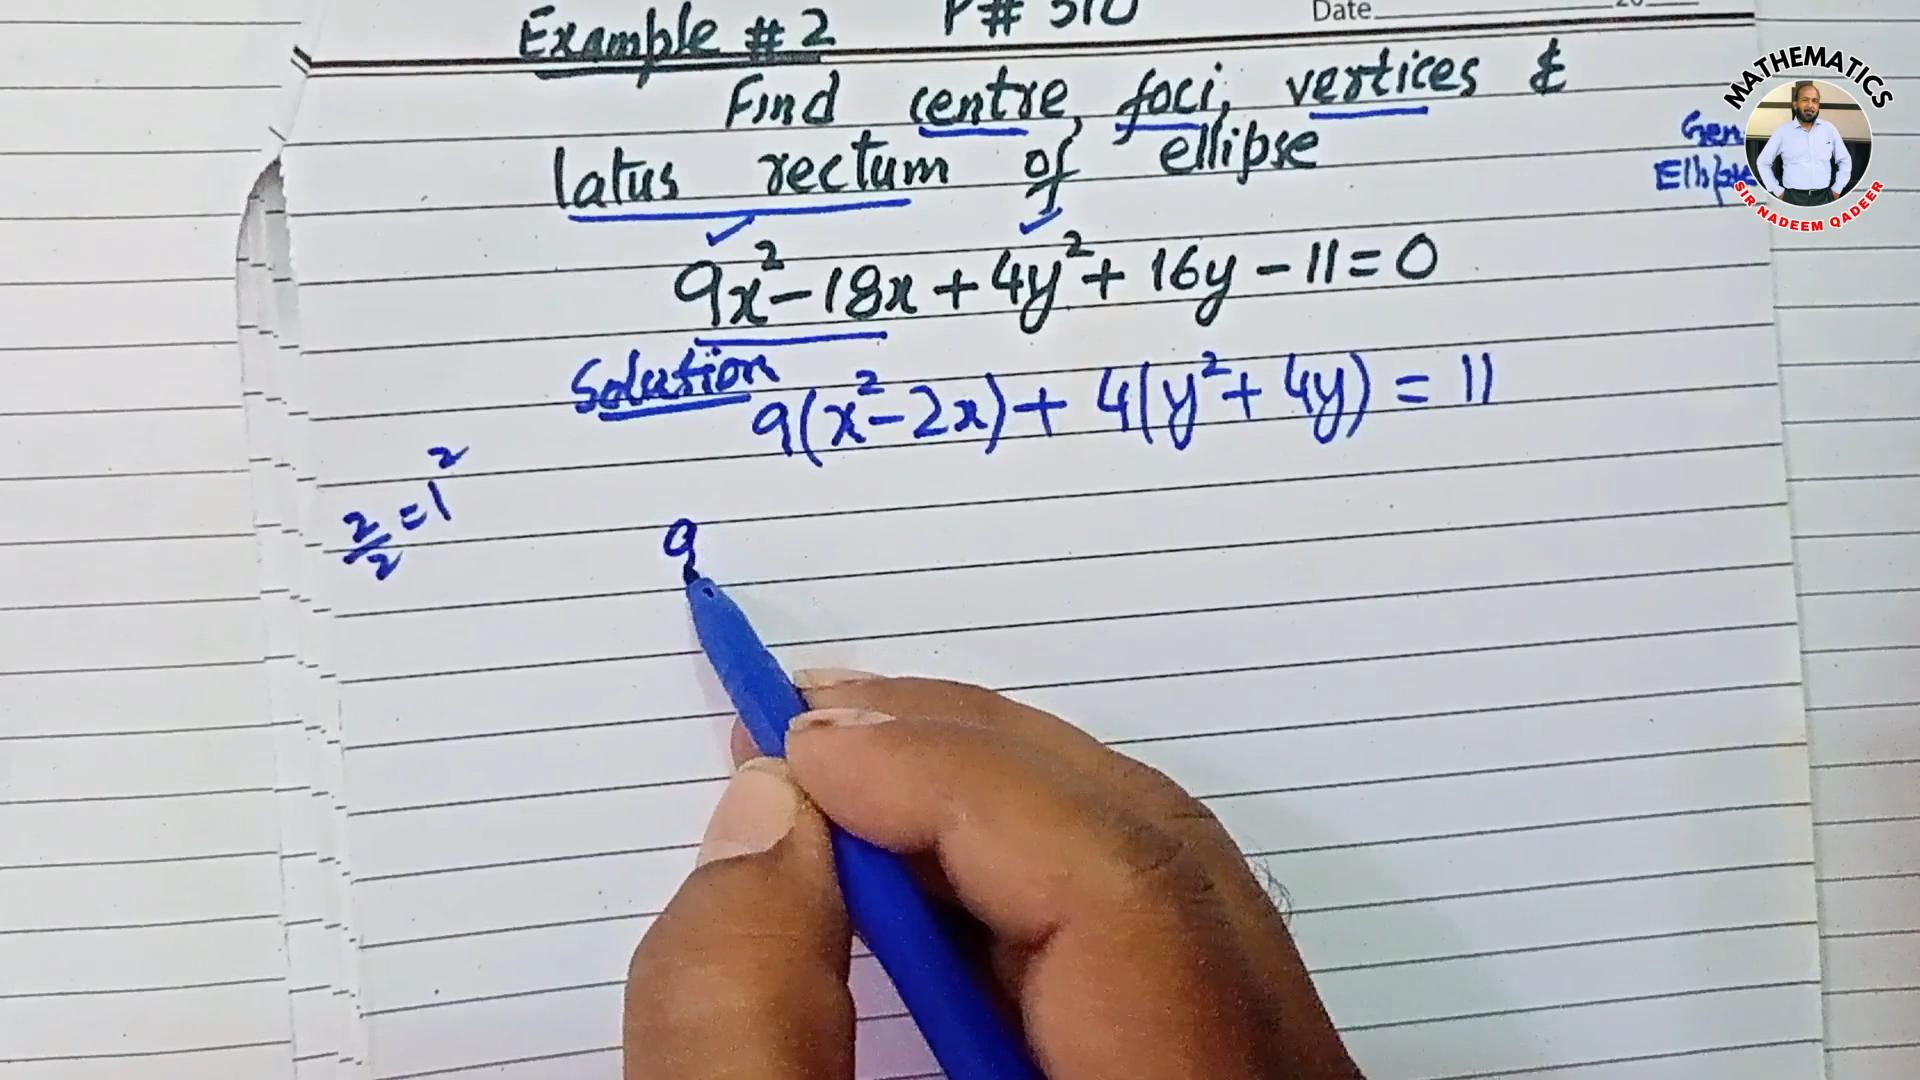 Example # 2 P# 310 Date
Find centre, foci, vertices &
latus rectum of ellipse
9x² - 18x + 4y² + 16y - 11 = 0
Solution
9(x² - 2x) + 4(y² + 4y) = 11
2/2 = 1²
9
MATHEMATICS
SIR NADEEM QADEER